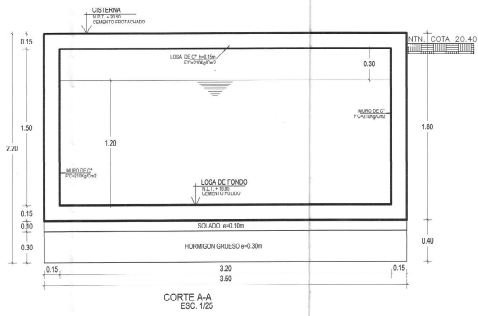 CISTERNA
CEMENTO FROTACHADO
NTN. COTA 20.40
0.15
LOSA DE Cº h=0.15m
0.30
1.50
1.20
2.20
MURO DE Cº
1.80
MURO DE Cº
LOSA DE FONDO
CEMENTO PULIDO
0.15
SOLADO e=0.10m
0.30
HORMIGON GRUESO e=0.30m
0.40
0.15
3.20
0.15
3.50
CORTE A-A
ESC. 1/25